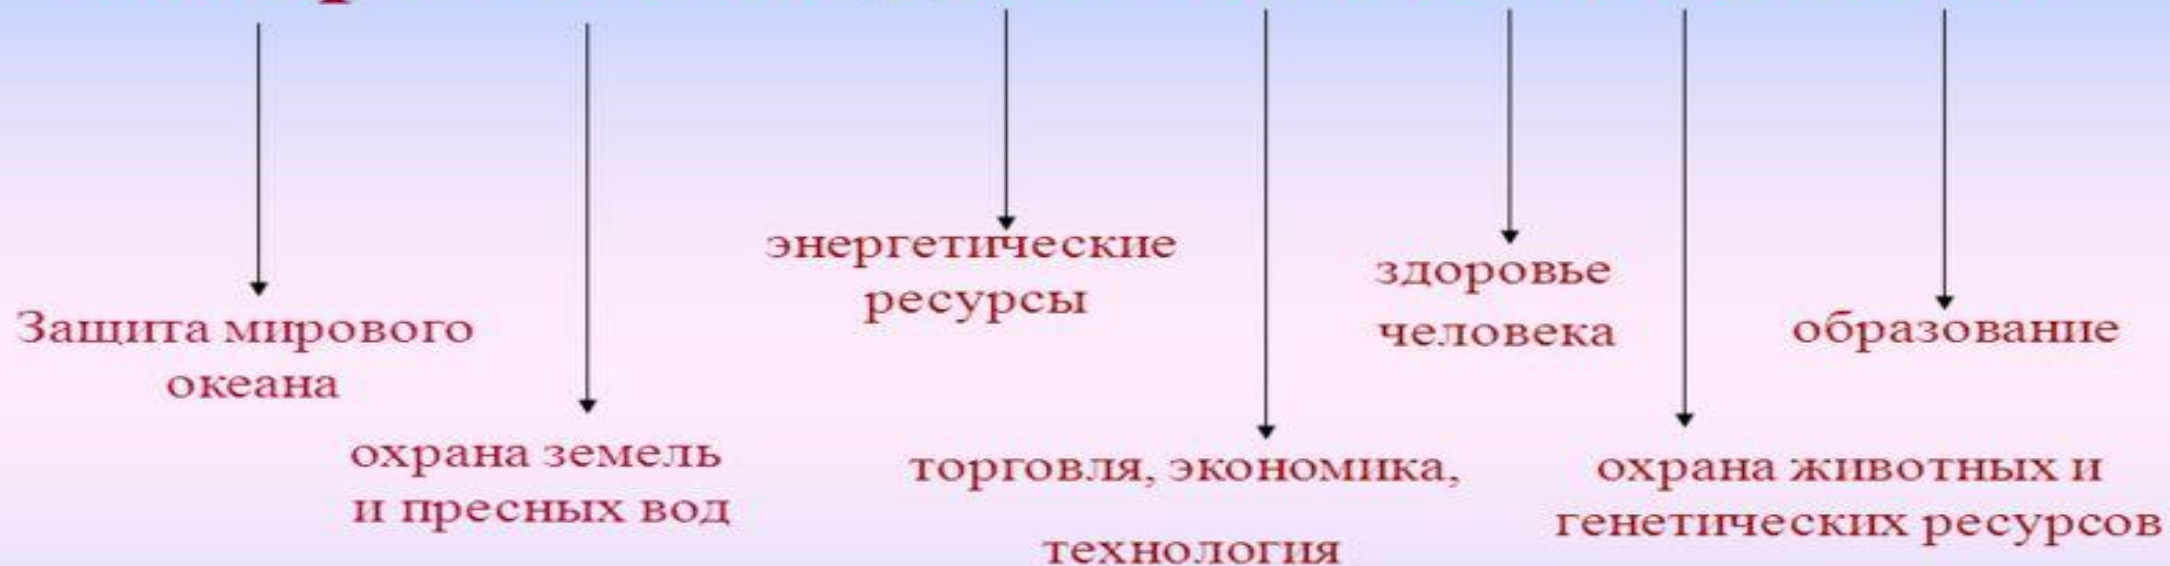 Защита мирового
океана
охрана земель
и пресных вод
энергетические
ресурсы
торговля, экономика,
технология
здоровье
человека
охрана животных и
генетических ресурсов
образование